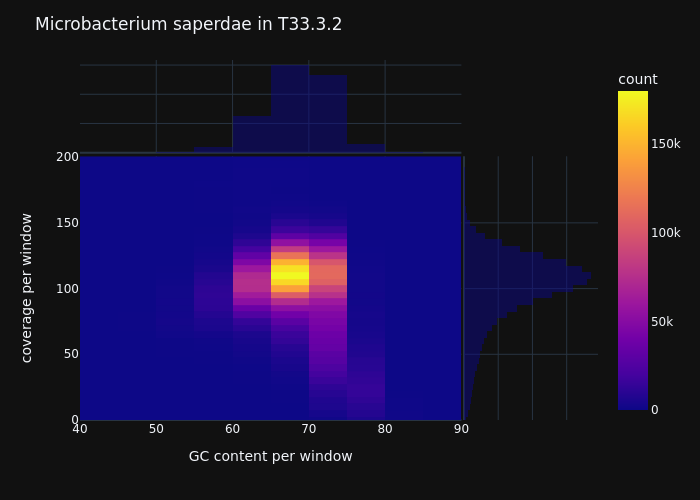 Microbacterium saperdae in T33.3.2
count
150k
100k
50k
0
200
150
100
50
0
coverage per window
40 50 60 70 80 90
GC content per window